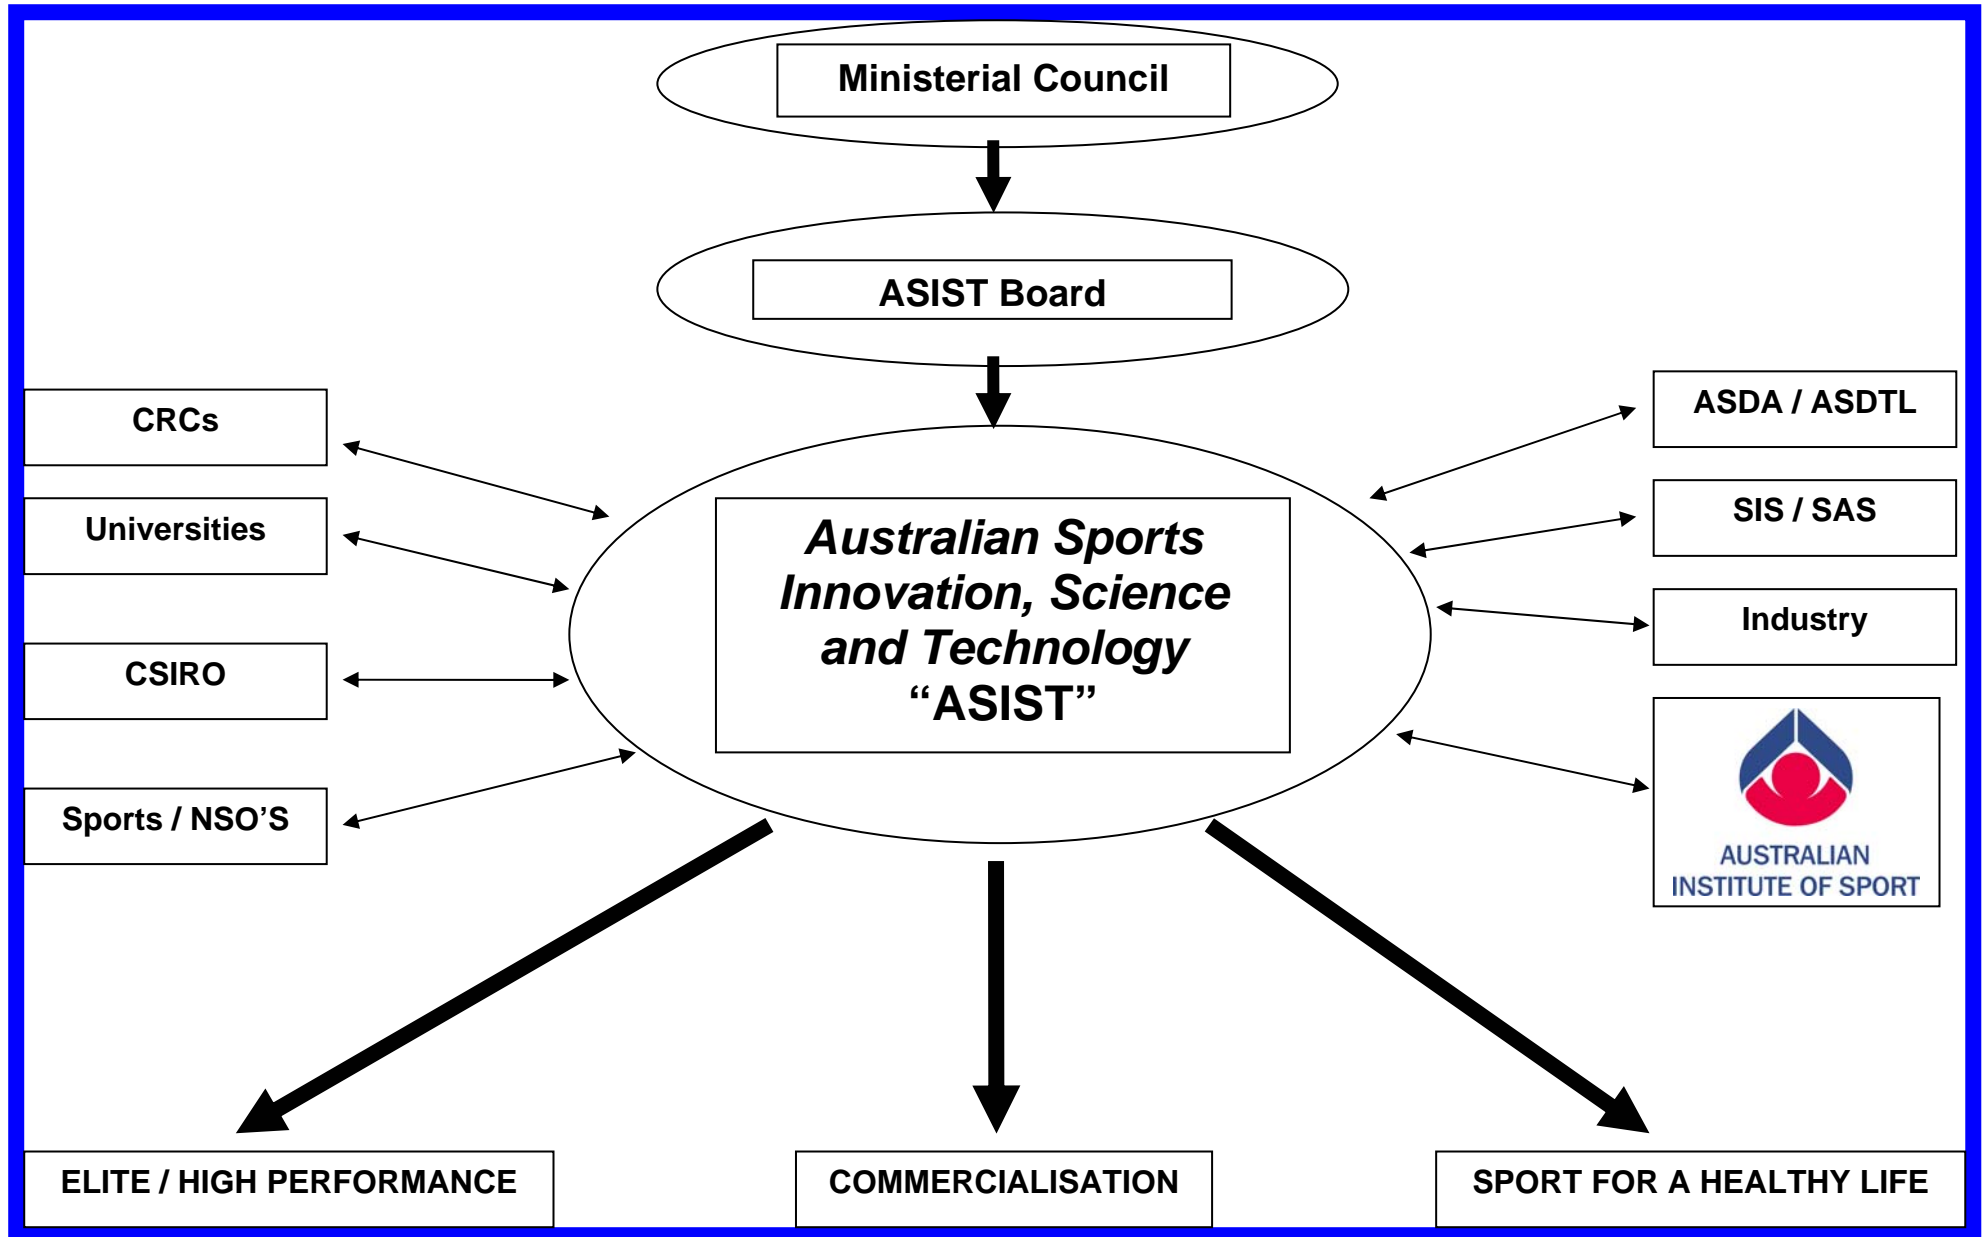 Ministerial Council
ASIST Board
CRCs
Universities
CSIRO
Sports / NSO’S
Australian Sports
Innovation, Science
and Technology
“ASIST”
ASDA / ASDTL
SIS / SAS
Industry
AUSTRALIAN
INSTITUTE OF SPORT
ELITE / HIGH PERFORMANCE
COMMERCIALISATION
SPORT FOR A HEALTHY LIFE